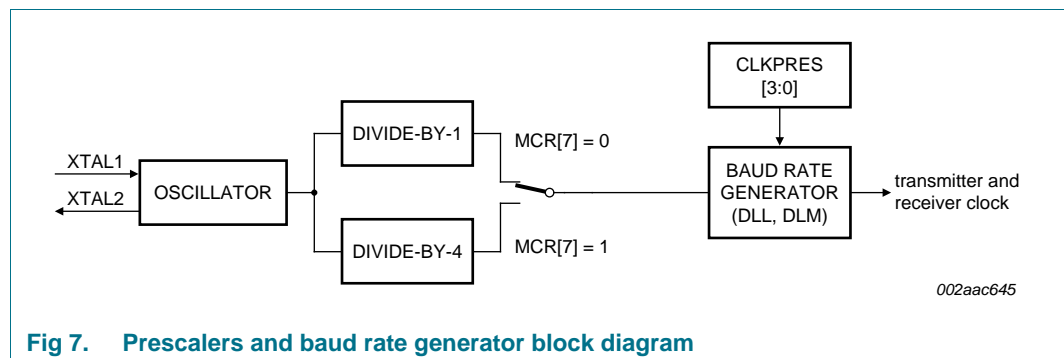 CLKPRES
[3:0]
DIVIDE-BY-1
MCR[7] = 0
XTAL1
XTAL2
OSCILLATOR
BAUD RATE
GENERATOR
(DLL, DLM)
transmitter and
receiver clock
DIVIDE-BY-4
MCR[7] = 1
002aac645
Fig 7. Prescalers and baud rate generator block diagram